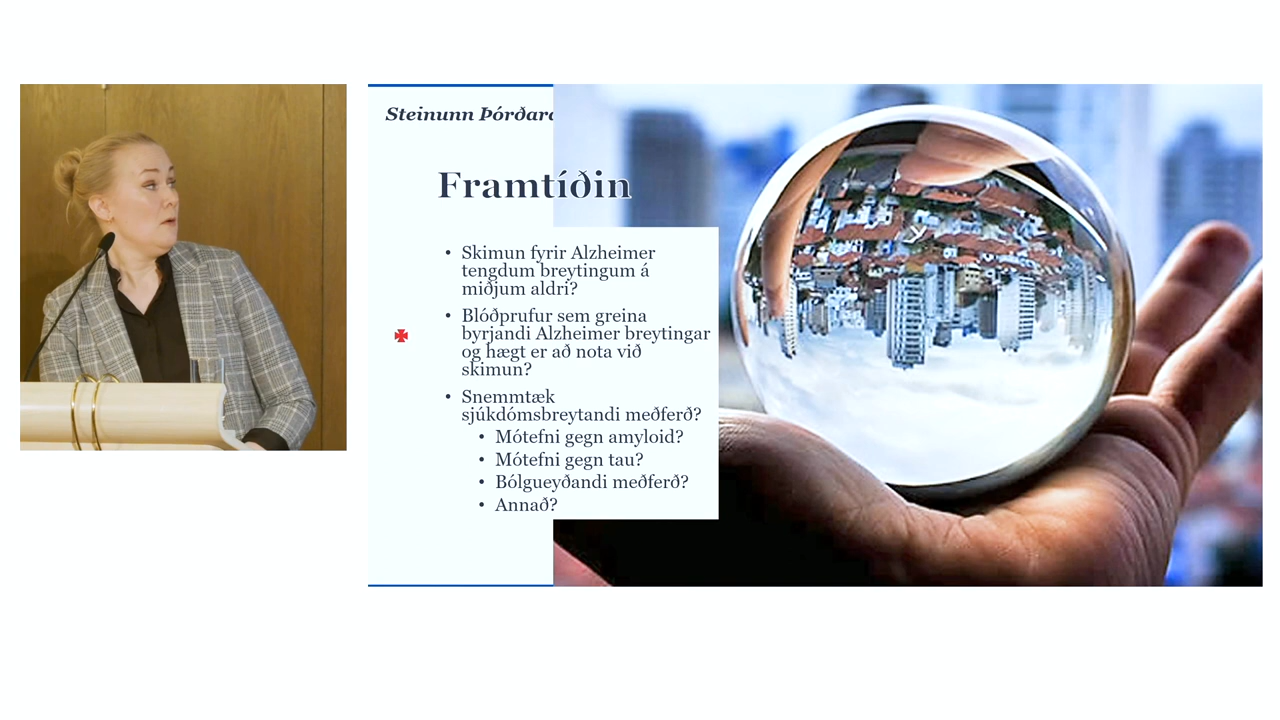 Steinunn Þórðard
Framtíðin
• Skimun fyrir Alzheimer
tengdum breytingum á
miðjum aldri?
• Blóðprufur sem greina
byrjandi Alzheimer breytingar
og hægt er að nota við
skimun?
• Snemmtæk
sjúkdómsbreytandi meðferð?
• Mótefni gegn amyloid?
• Mótefni gegn tau?
• Bólgueyðandi meðferð?
• Annað?